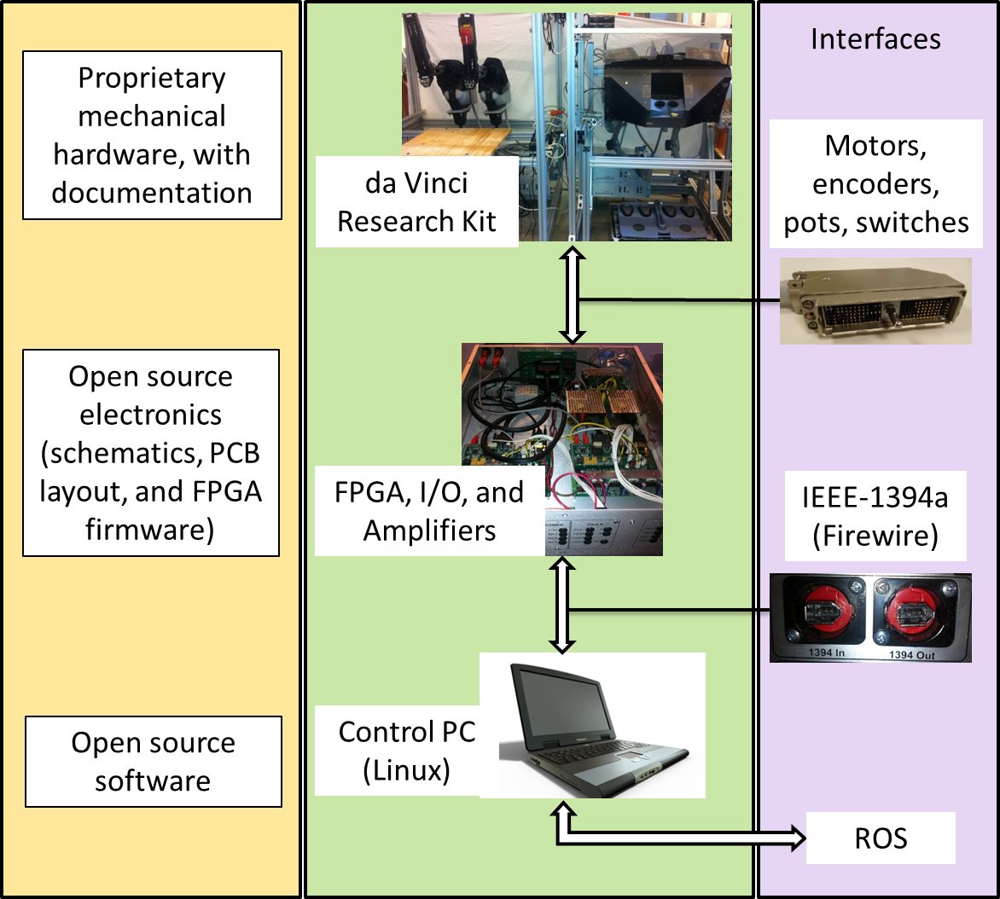 Proprietary
mechanical
hardware, with
documentation
Open source
electronics
(schematics, PCB
layout, and FPGA
firmware)
Open source
software
da Vinci
Research Kit
FPGA, I/O, and
Amplifiers
Control PC
(Linux)
Interfaces
Motors,
encoders,
pots, switches
IEEE-1394a
(Firewire)
1394 In
1394 Out
ROS